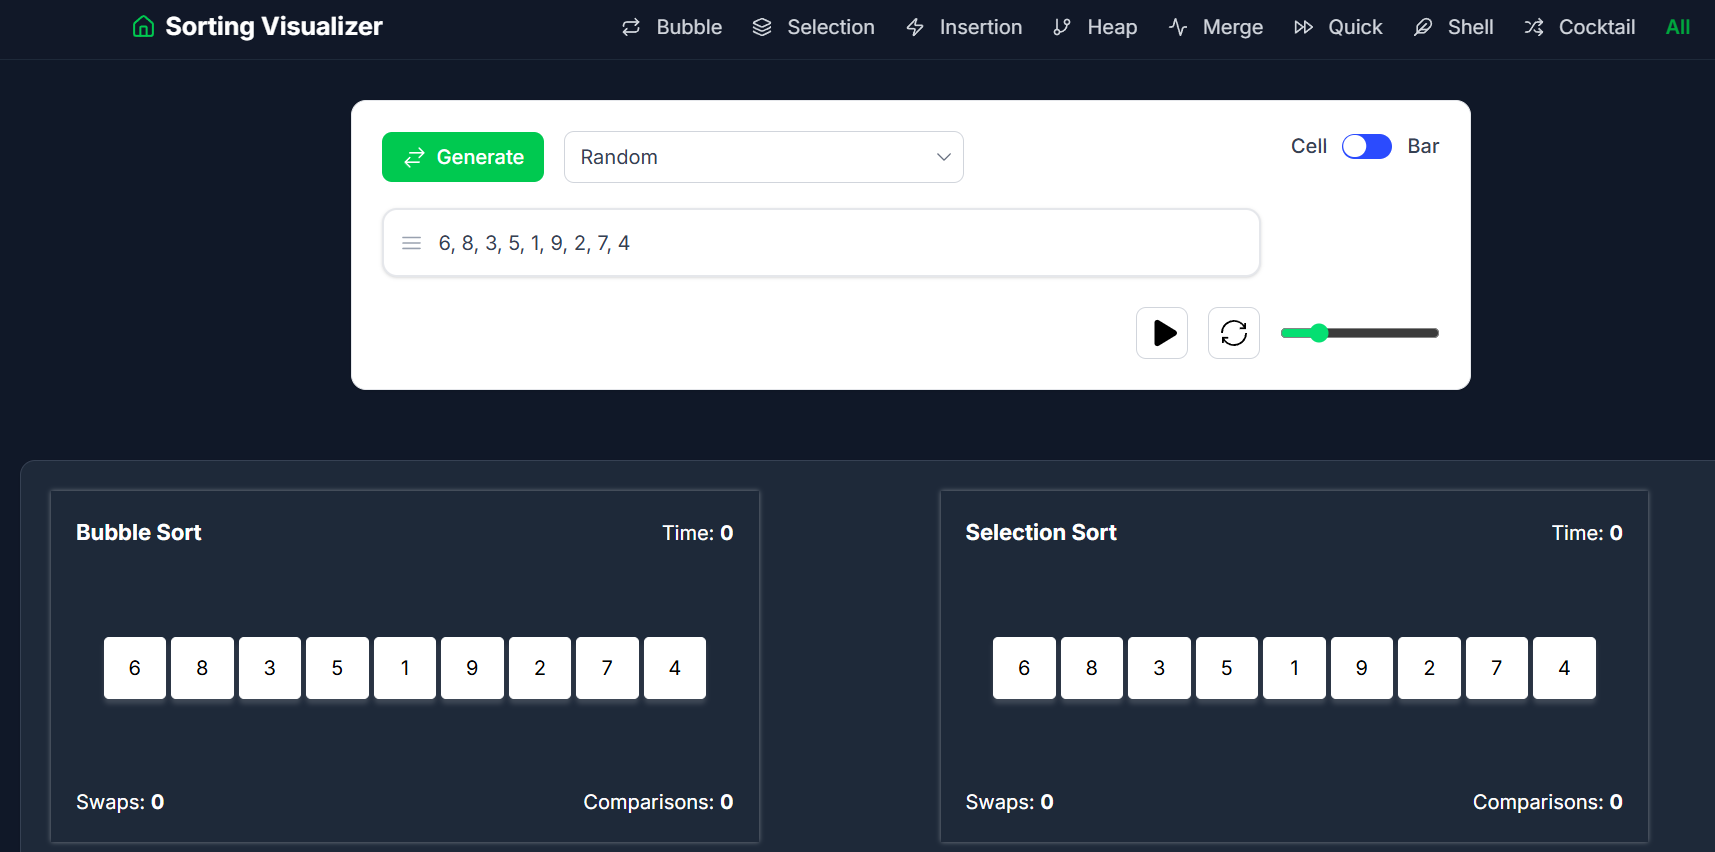 Sorting Visualizer Bubble Selection Insertion Heap Merge Quick Shell Cocktail All
Generate Random Cell Bar
6, 8, 3, 5, 1, 9, 2, 7, 4
Bubble Sort Time: 0
6 8 3 5 1 9 2 7 4
Swaps: 0 Comparisons: 0
Selection Sort Time: 0
6 8 3 5 1 9 2 7 4
Swaps: 0 Comparisons: 0